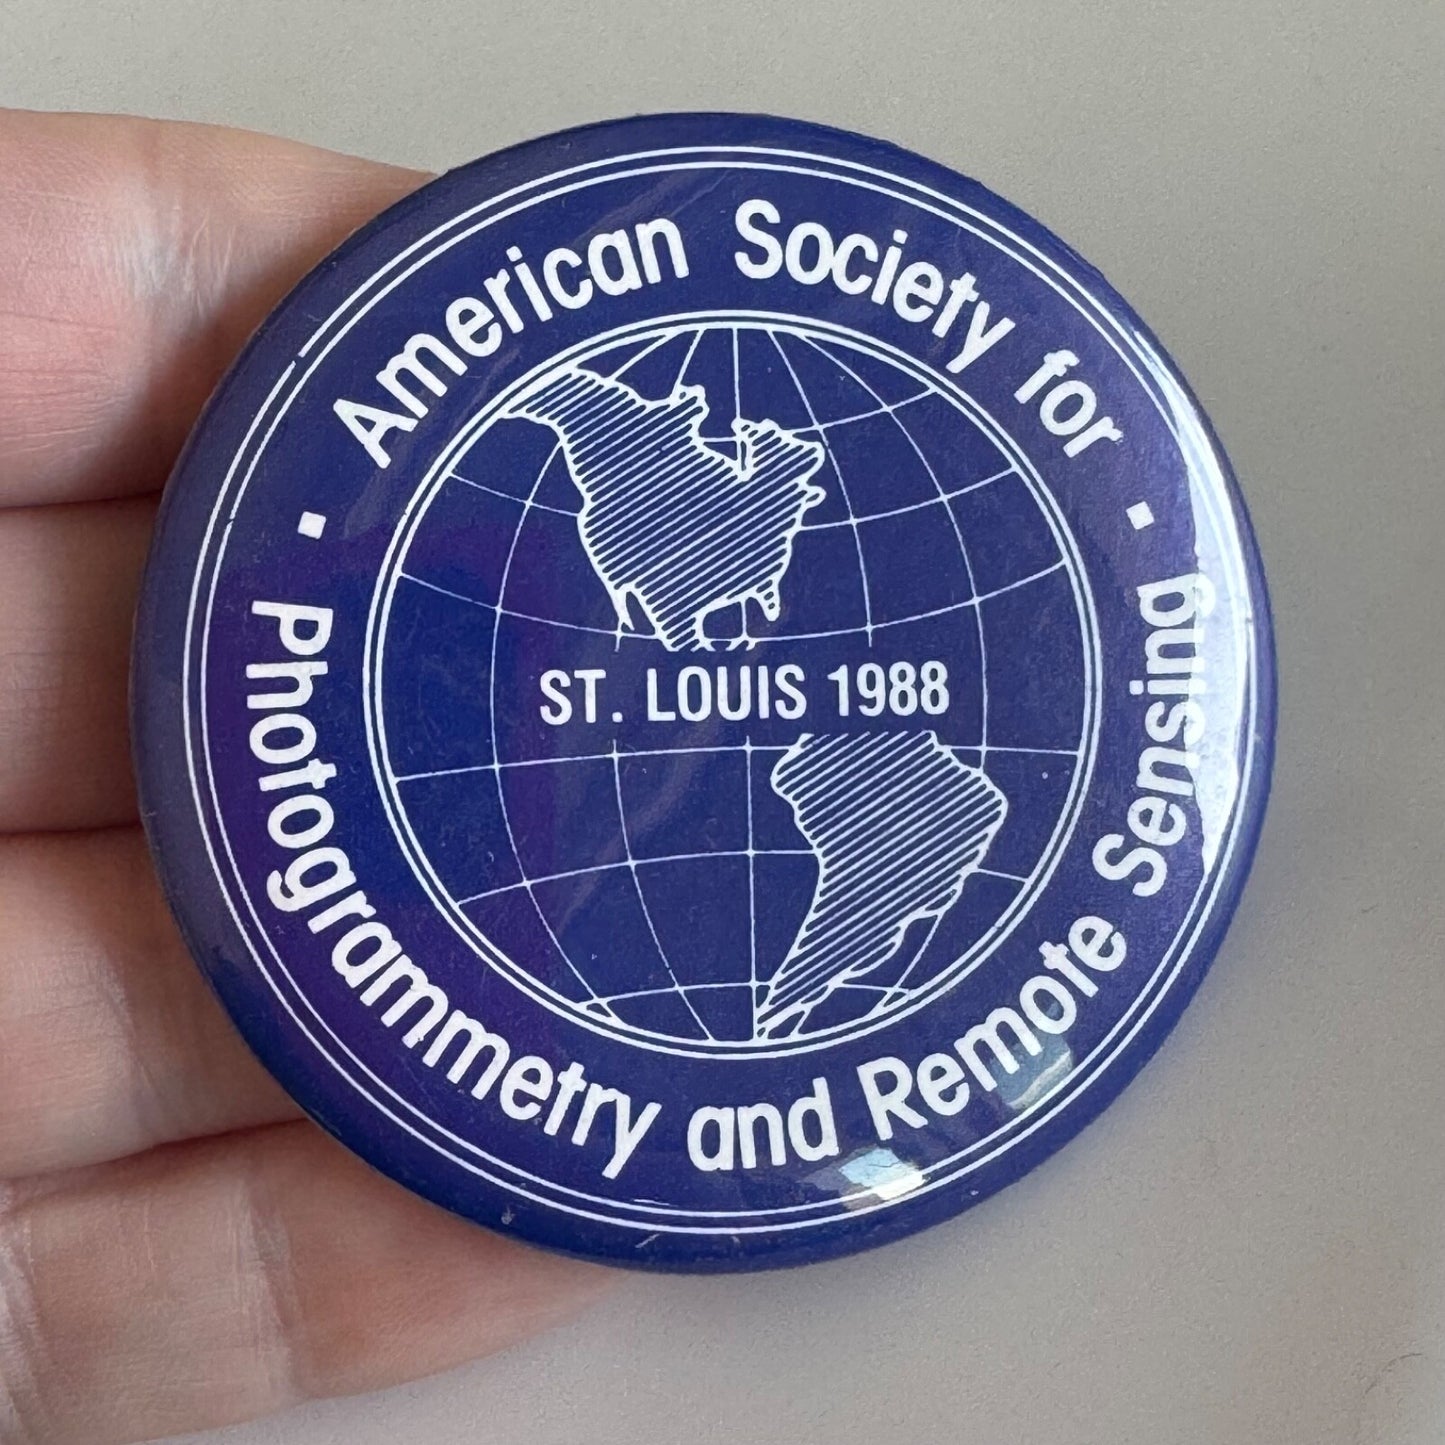 American Society for
Photogrammetry and Remote Sensing
ST. LOUIS 1988